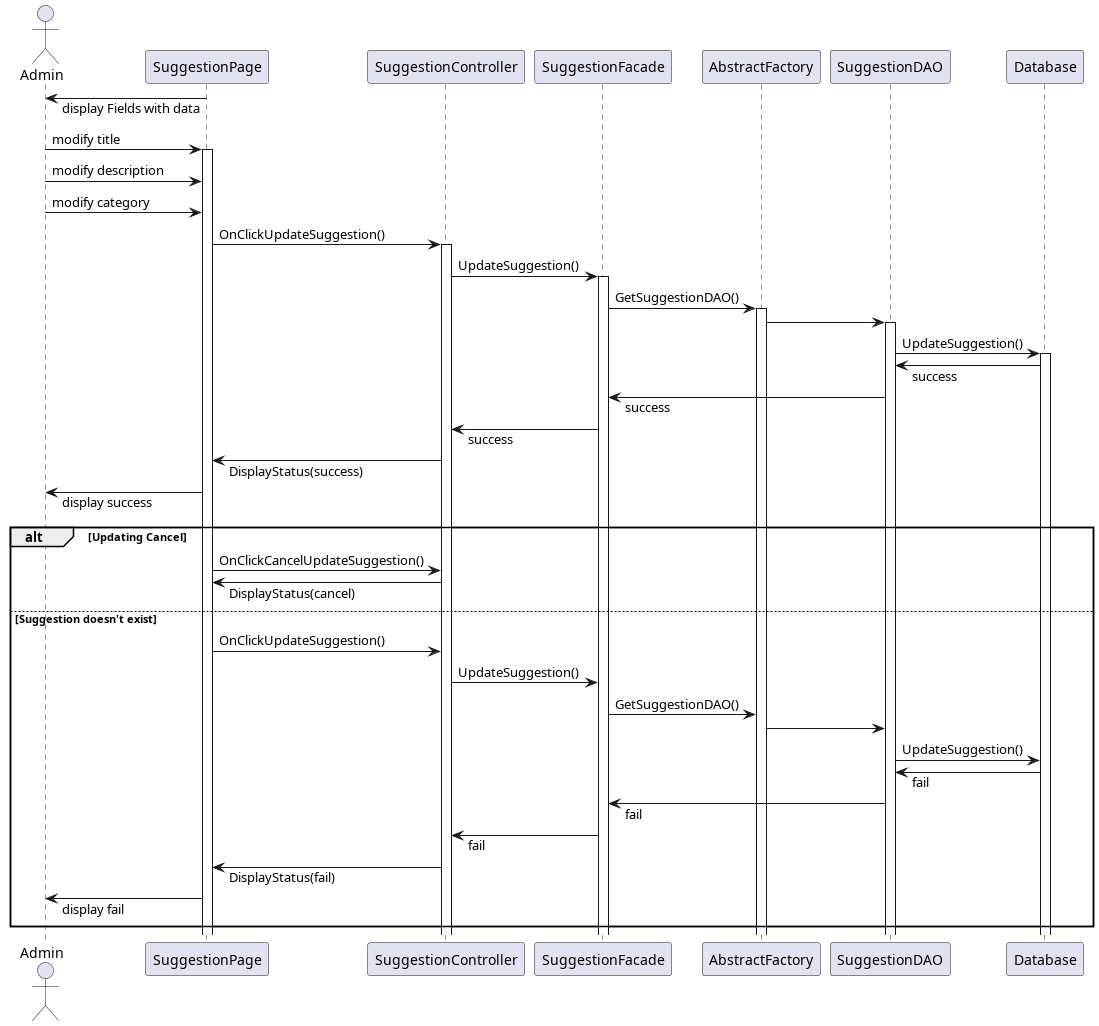 Admin
SuggestionPage
SuggestionController
SuggestionFacade
AbstractFactory
SuggestionDAO
Database
display Fields with data
modify title
modify description
modify category
OnClickUpdateSuggestion()
UpdateSuggestion()
GetSuggestionDAO()
UpdateSuggestion()
success
success
success
DisplayStatus(success)
display success
alt
[Updating Cancel]
OnClickCancelUpdateSuggestion()
DisplayStatus(cancel)
[Suggestion doesn't exist]
OnClickUpdateSuggestion()
UpdateSuggestion()
GetSuggestionDAO()
UpdateSuggestion()
fail
fail
fail
DisplayStatus(fail)
display fail
Admin
SuggestionPage
SuggestionController
SuggestionFacade
AbstractFactory
SuggestionDAO
Database